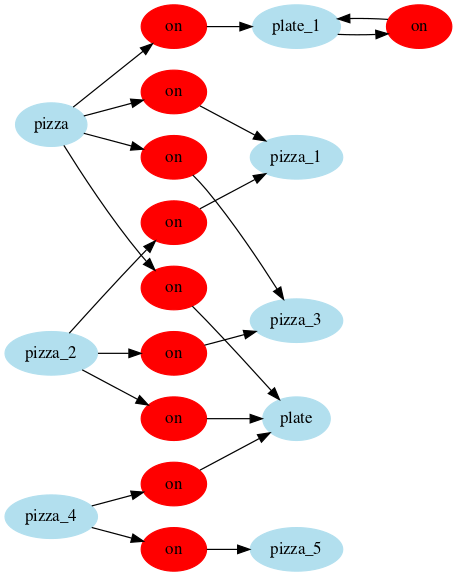 on
plate_1
on
on
pizza
on
pizza_1
on
on
pizza_3
pizza_2
on
on
plate
on
pizza_4
on
pizza_5